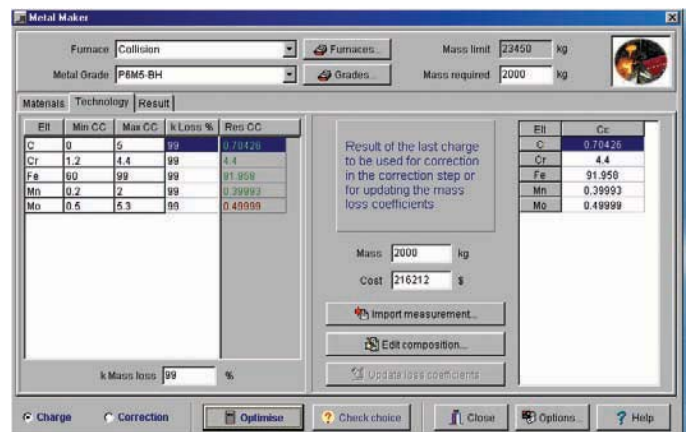 Metal Maker
Furnace Collision Furnaces... Mass limit 23450 kg
Metal Grade P6M5-BH Grades... Mass required 2000 kg
Materials Technology Result
Elt Min CC Max CC k Loss % Res CC
C 0 5 99 0.70426
Cr 1.2 4.4 99 4.4
Fe 60 99 99 91.958
Mn 0.2 2 99 0.39993
Mo 0.5 5.3 99 0.49999
k Mass loss 99 %
Result of the last charge
to be used for correction
in the correction step or
for updating the mass
loss coefficients
Mass 2000 kg
Cost 216212 $
Import measurement...
Edit composition...
Update loss coefficients
Elt Cc
C 0.70426
Cr 4.4
Fe 91.958
Mn 0,39993
Mo 0.49999
Charge Correction Optimise Check choice Close Options... Help